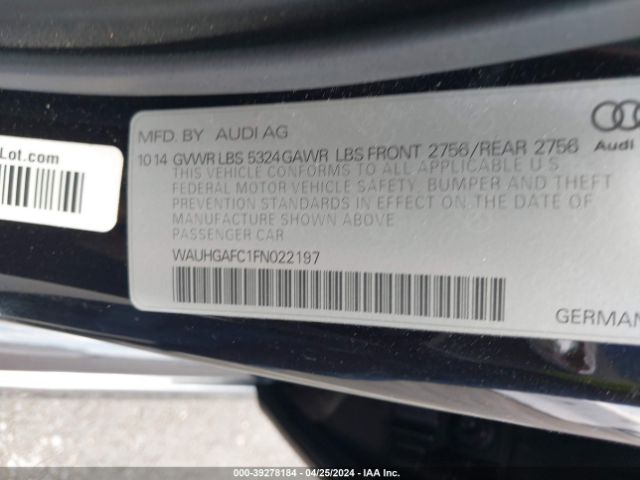 Lot.com
MFD. BY AUDI AG
10 14 GVWR LBS 5324 GAWR LBS FRONT 2756/REAR 2756
THIS VEHICLE CONFORMS TO ALL APPLICABLE U S
FEDERAL MOTOR VEHICLE SAFETY, BUMPER AND THEFT
PREVENTION STANDARDS IN EFFECT ON THE DATE OF
MANUFACTURE SHOWN ABOVE
PASSENGER CAR
WAUHGAFC1FN022197
Audi
GERMAN
000-39278184 - 04/25/2024 - IAA Inc.